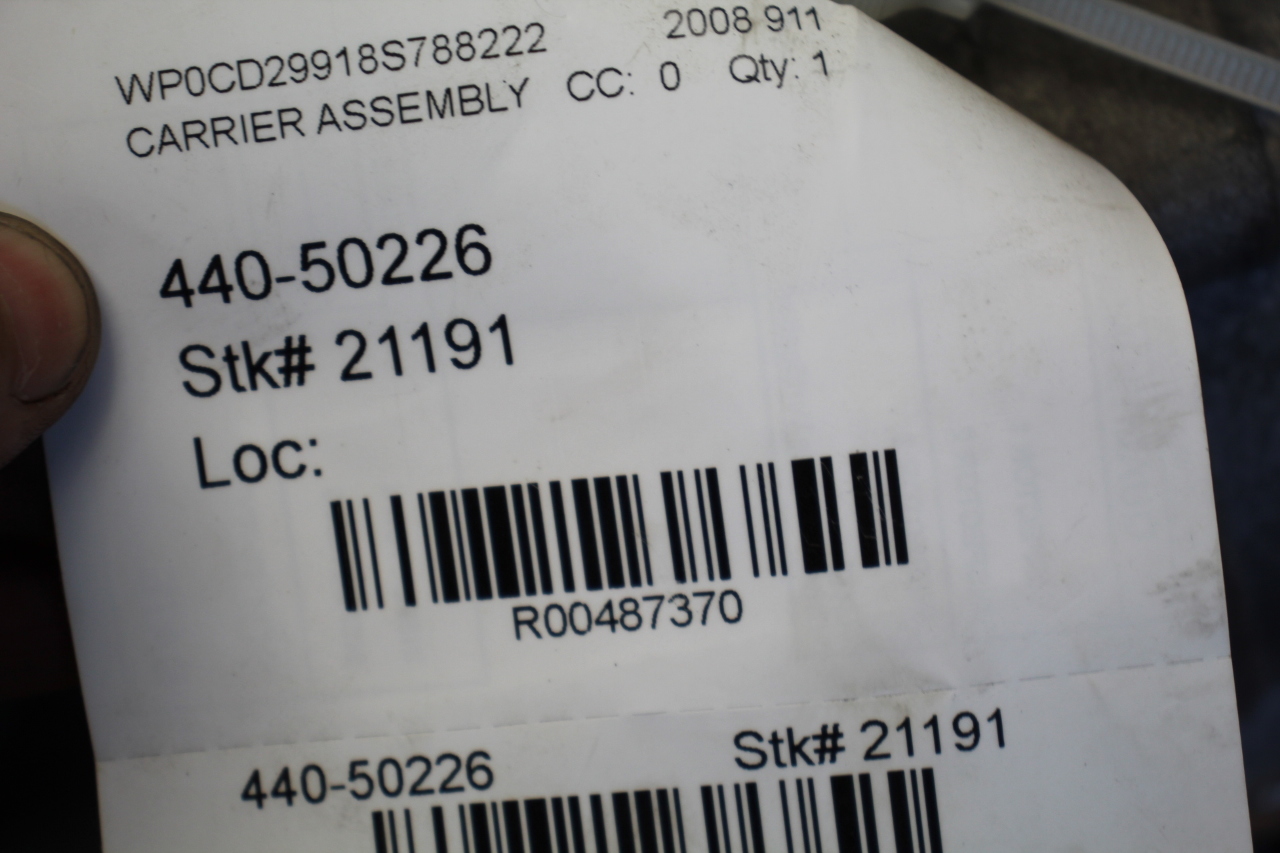 WP0CD29918S788222 2008 911
CARRIER ASSEMBLY CC: 0 Qty: 1
440-50226
Stk# 21191
Loc:
R00487370
440-50226 Stk# 21191